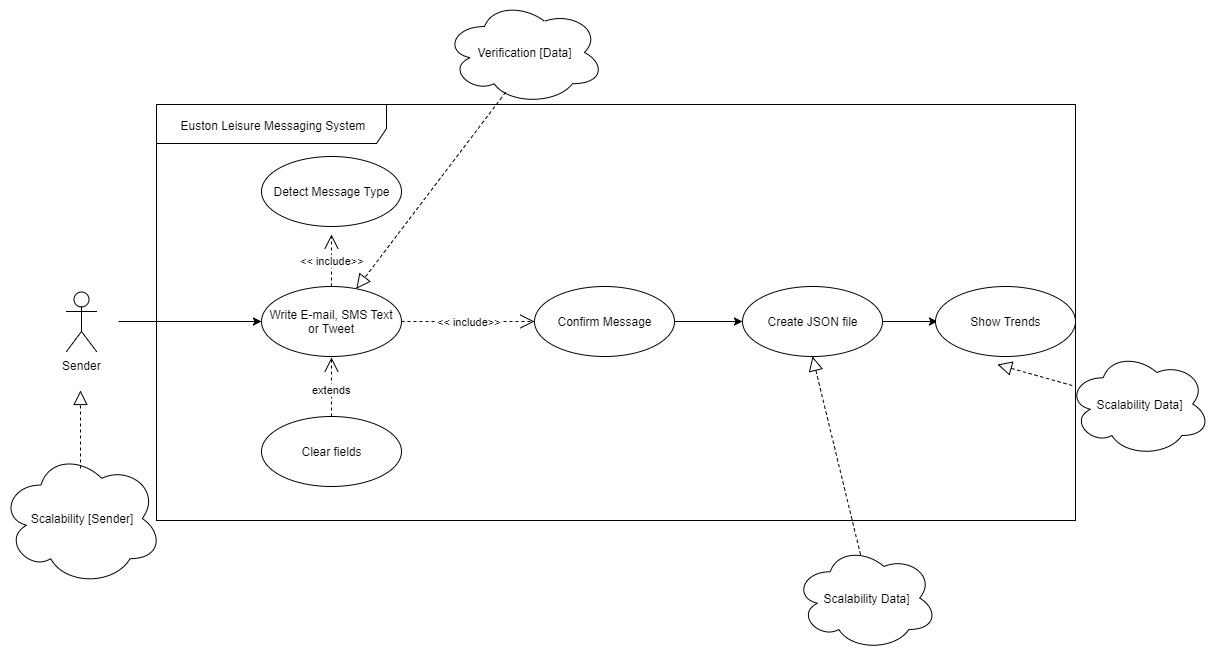 Verification [Data]
Euston Leisure Messaging System
Detect Message Type
<< include>>
Write E-mail, SMS Text
or Tweet
<< include>>
Confirm Message
Create JSON file
Show Trends
Sender
extends
Clear fields
Scalability Data]
Scalability [Sender]
Scalability Data]